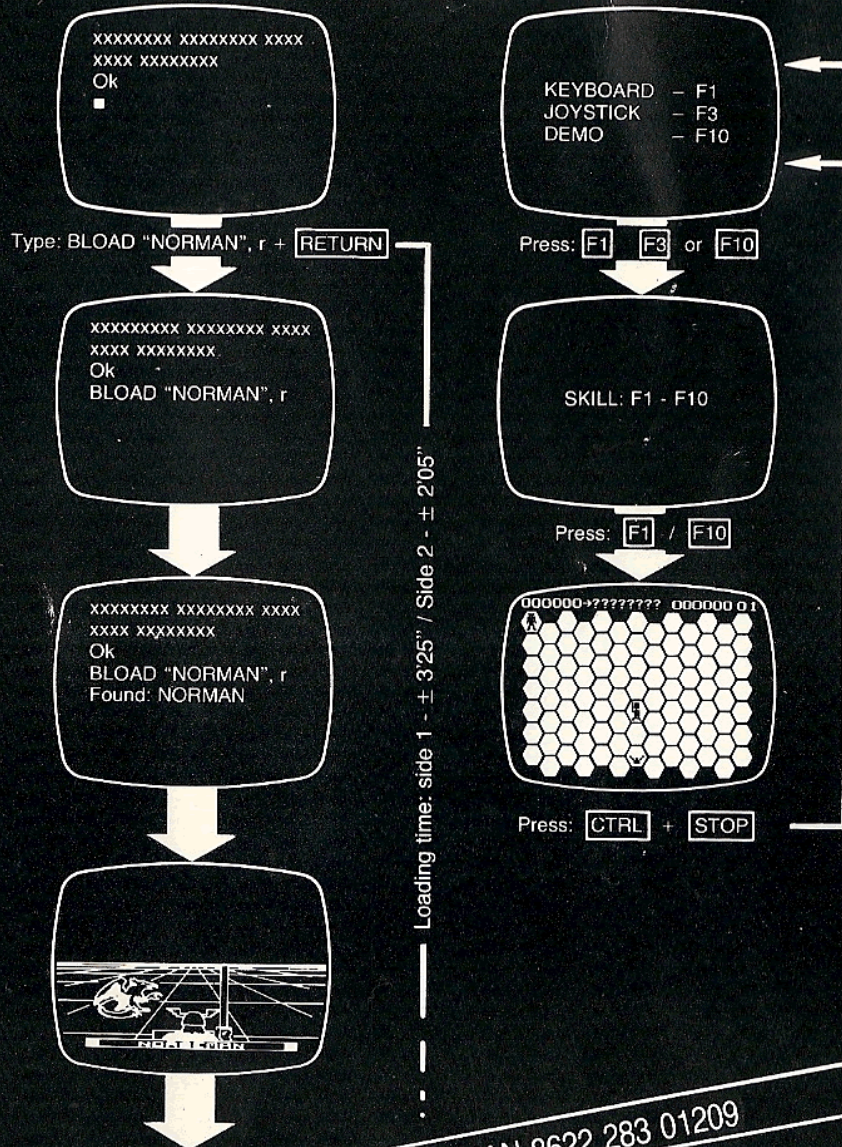 xxxxxxxx xxxxxxxx xxxx
xxxx xxxxxxxx
Ok
Type: BLOAD "NORMAN", r + RETURN
xxxxxxxxx xxxxxxxx xxxx
xxxx xxxxxxxx
Ok
BLOAD "NORMAN", r
xxxxxxxx xxxxxxxx xxxx
xxxx xxxxxxxx
Ok
BLOAD "NORMAN", r
Found: NORMAN
Loading time: side 1 - ± 3'25" / Side 2 - ± 2'05"
KEYBOARD – F1
JOYSTICK – F3
DEMO – F10
Press: F1 F3 or F10
SKILL: F1 - F10
Press: F1 / F10
000000→???????? 000000 01
Press: CTRL + STOP
8622 283 01209